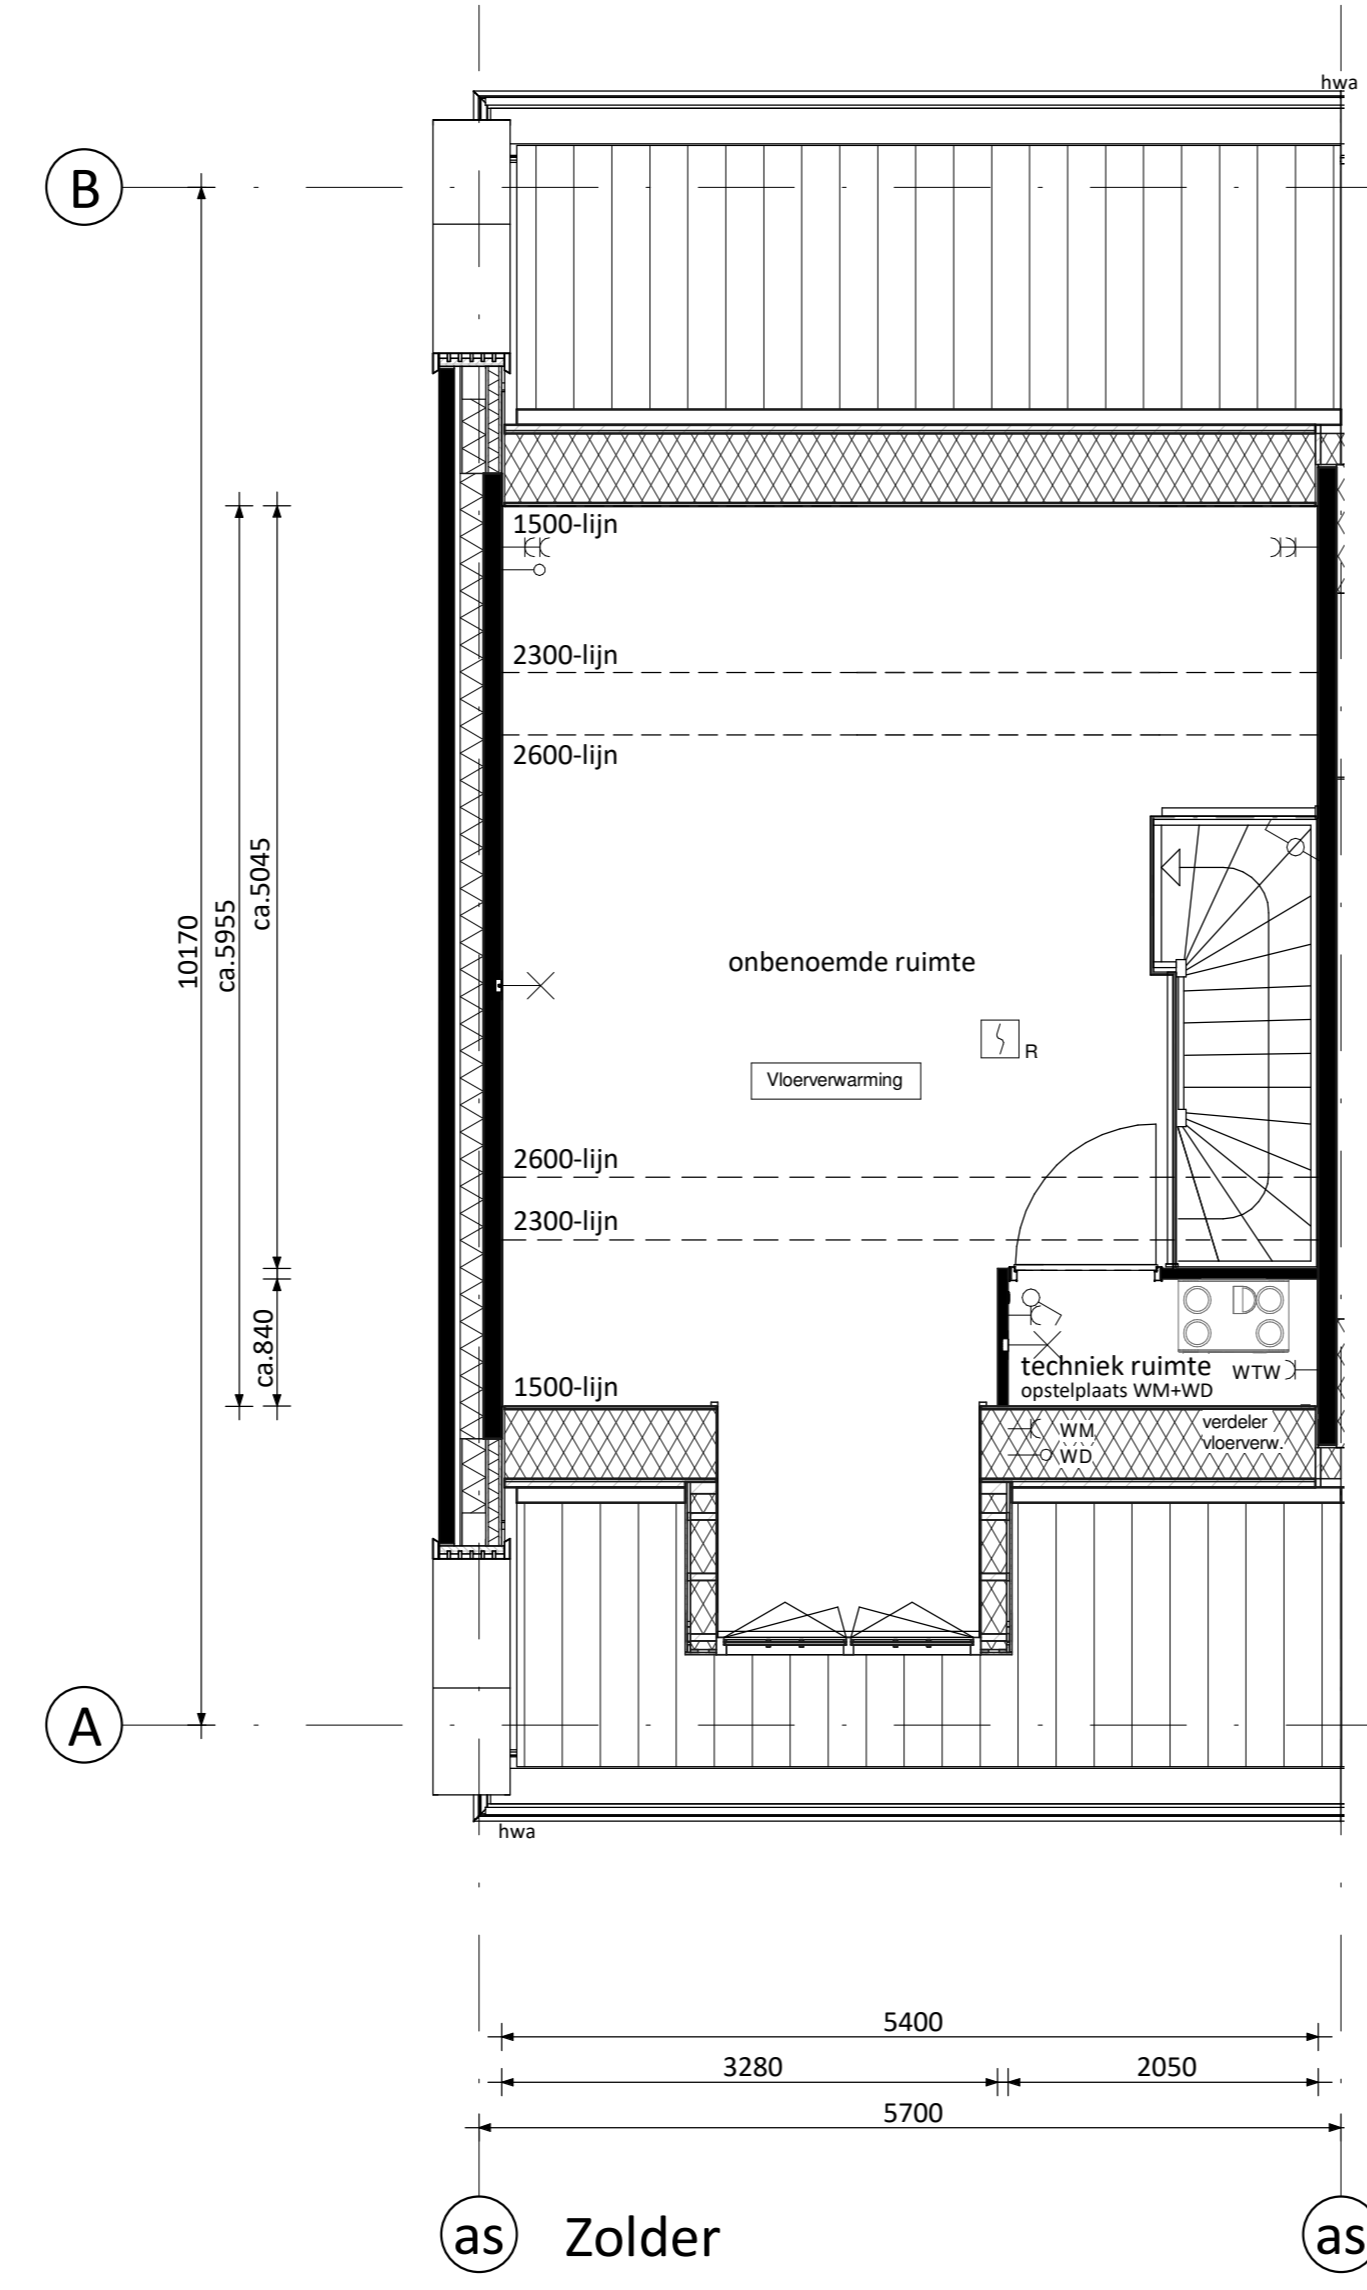 hwa
B
1500-lijn
2300-lijn
2600-lijn
10170
ca.5955
ca.5045
onbenoemde ruimte
R
Vloerverwarming
2600-lijn
2300-lijn
ca.840
techniek ruimte
WTW
opstelplaats WM+WD
1500-lijn
WM
WD
verdeler
vloerverw.
A
hwa
5400
3280
2050
5700
as
Zolder
as